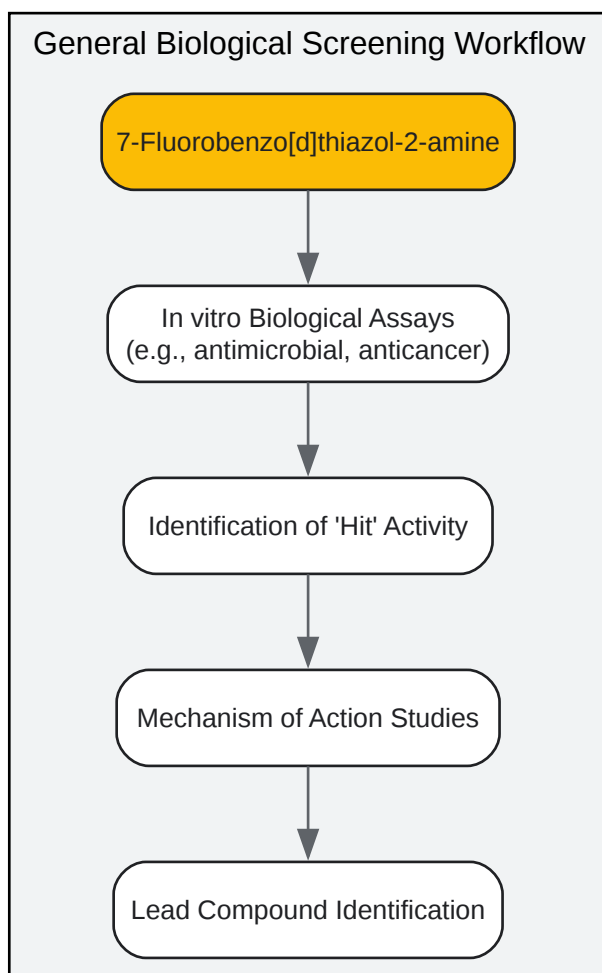 General Biological Screening Workflow
7-Fluorobenzo[d]thiazol-2-amine
In vitro Biological Assays
(e.g., antimicrobial, anticancer)
Identification of 'Hit' Activity
Mechanism of Action Studies
Lead Compound Identification